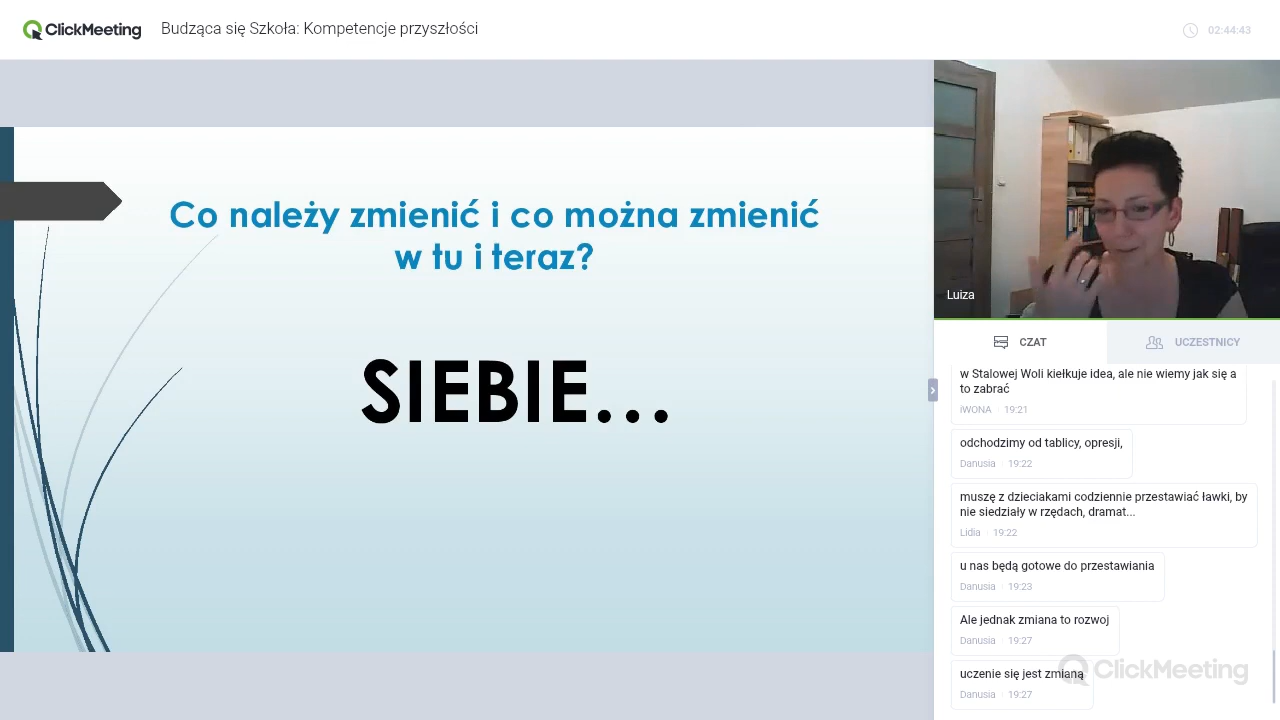 ClickMeeting
Budząca się Szkoła: Kompetencje przyszłości
02:44:43
Co należy zmienić i co można zmienić
w tu i teraz?
SIEBIE...
Luiza
CZAT
UCZESTNICY
w Stalowej Woli kiełkuje idea, ale nie wiemy jak się a
to zabrać
iWONA · 19:21
odchodzimy od tablicy, opresji,
Danusia · 19:22
muszę z dzieciakami codziennie przestawiać ławki, by
nie siedziały w rzędach, dramat...
Lidia · 19:22
u nas będą gotowe do przestawiania
Danusia · 19:23
Ale jednak zmiana to rozwoj
Danusia · 19:27
uczenie się jest zmianą
Danusia · 19:27
ClickMeeting